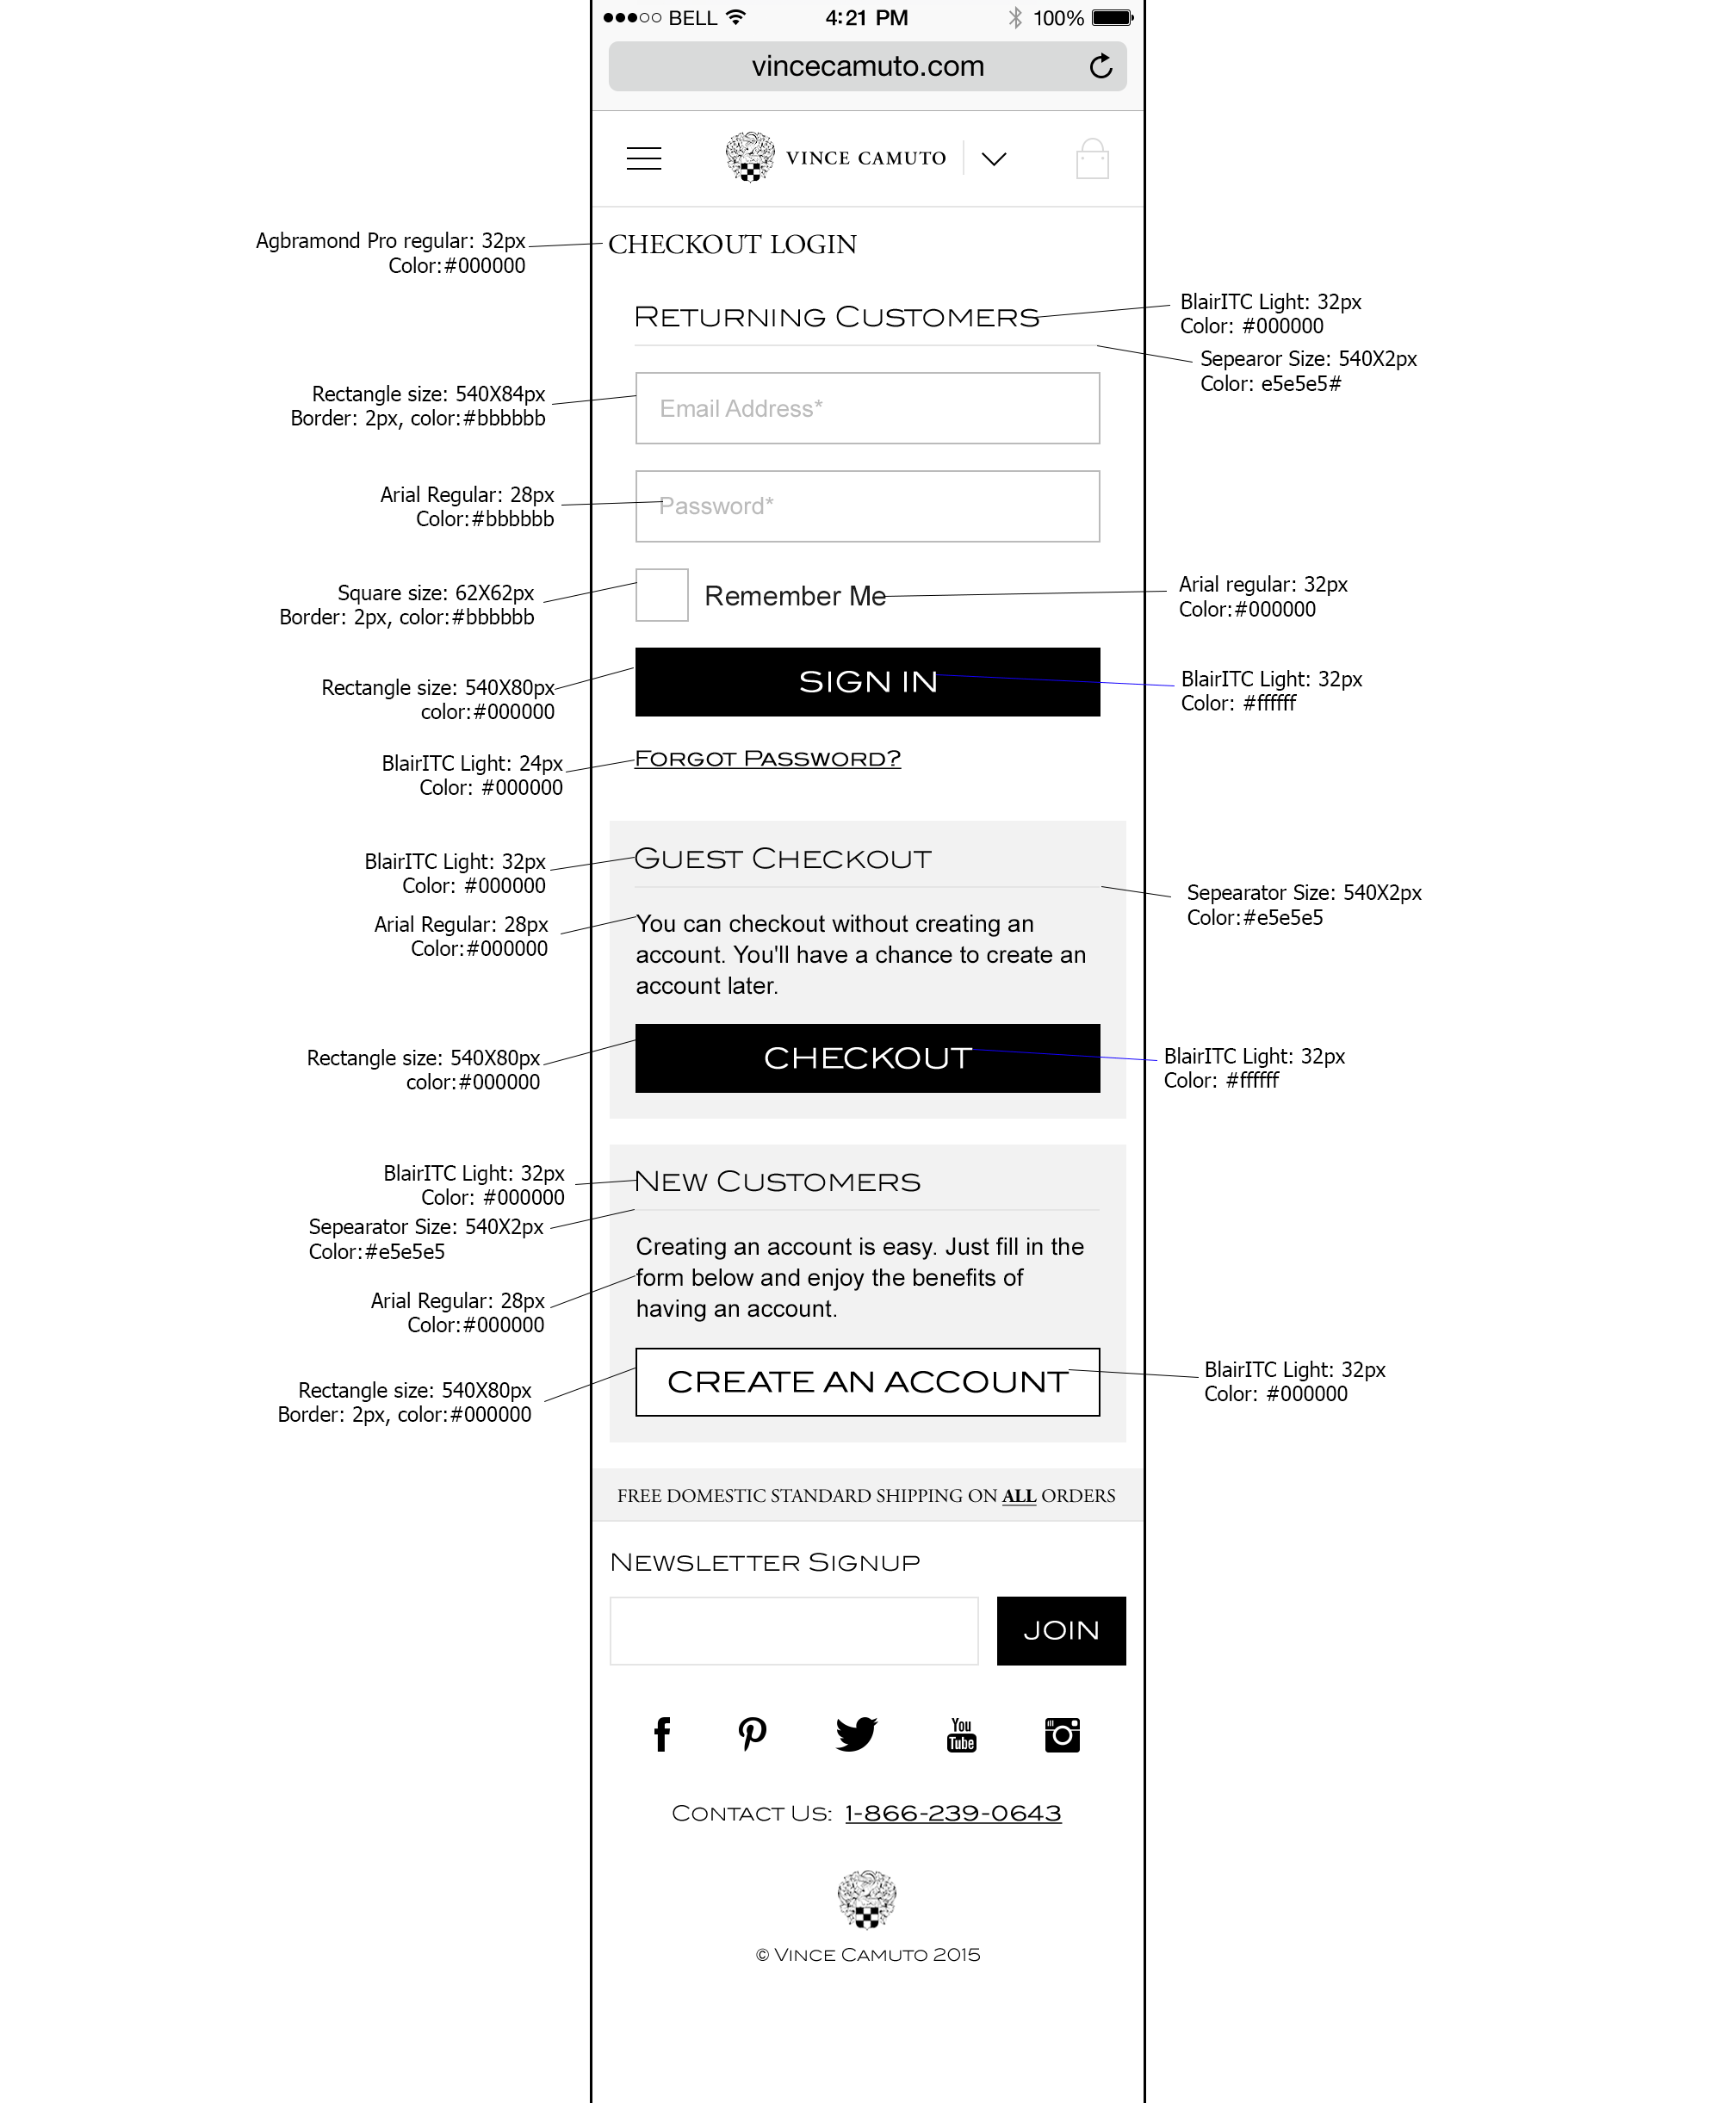 BELL 4:21 PM 100%
vincecamuto.com
VINCE CAMUTO
Agbramond Pro regular: 32px
Color:#000000
CHECKOUT LOGIN
RETURNING CUSTOMERS
BlairITC Light: 32px
Color: #000000
Sepearor Size: 540X2px
Color: e5e5e5#
Rectangle size: 540X84px
Border: 2px, color:#bbbbbb
Email Address*
Arial Regular: 28px
Color:#bbbbbb
Password*
Square size: 62X62px
Border: 2px, color:#bbbbbb
Remember Me
Arial regular: 32px
Color:#000000
Rectangle size: 540X80px
color:#000000
SIGN IN
BlairITC Light: 32px
Color: #ffffff
BlairITC Light: 24px
Color: #000000
FORGOT PASSWORD?
BlairITC Light: 32px
Color: #000000
GUEST CHECKOUT
Sepearator Size: 540X2px
Color:#e5e5e5
Arial Regular: 28px
Color:#000000
You can checkout without creating an
account. You'll have a chance to create an
account later.
Rectangle size: 540X80px
color:#000000
CHECKOUT
BlairITC Light: 32px
Color: #ffffff
BlairITC Light: 32px
Color: #000000
NEW CUSTOMERS
Sepearator Size: 540X2px
Color:#e5e5e5
Creating an account is easy. Just fill in the
form below and enjoy the benefits of
having an account.
Arial Regular: 28px
Color:#000000
Rectangle size: 540X80px
Border: 2px, color:#000000
CREATE AN ACCOUNT
BlairITC Light: 32px
Color: #000000
FREE DOMESTIC STANDARD SHIPPING ON ALL ORDERS
NEWSLETTER SIGNUP
JOIN
You
Tube
CONTACT US: 1-866-239-0643
© VINCE CAMUTO 2015